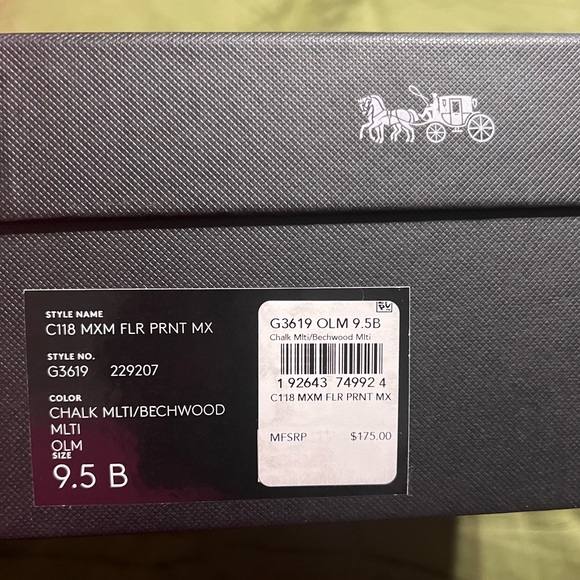 STYLE NAME
C118 MXM FLR PRNT MX
STYLE NO.
G3619 229207
COLOR
CHALK MLTI/BECHWOOD
MLTI
OLM
SIZE
9.5 B
G3619 OLM 9.5B
Chalk Mlti/Bechwood Mlti
1 92643 74992 4
C118 MXM FLR PRNT MX
MFSRP $175.00